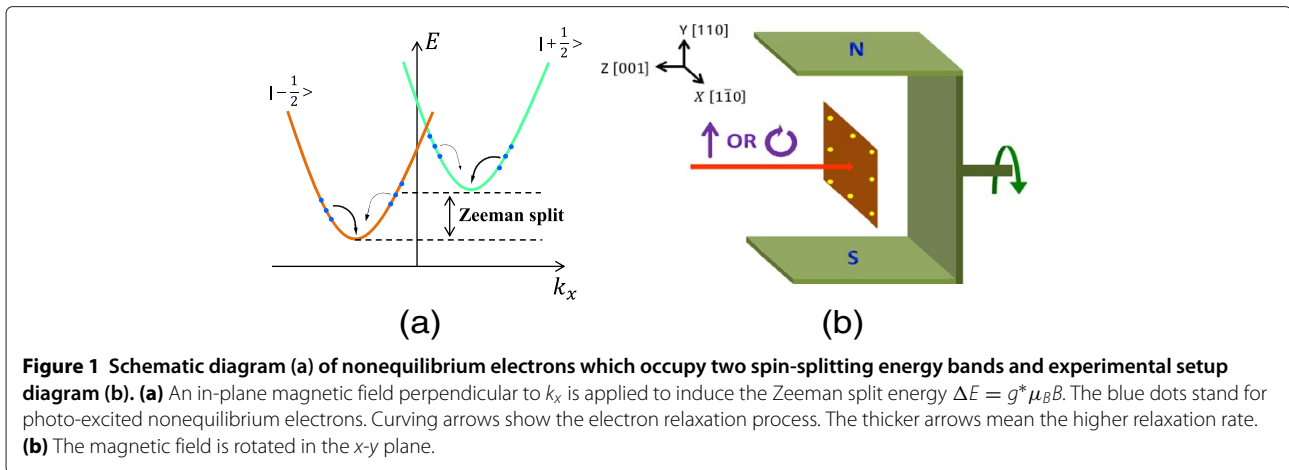 E
|+½>
|−½>
Zeeman split
kₓ
(a)
Y [110]
Z [001]
X [11̄0]
N
OR
S
(b)
Figure 1 Schematic diagram (a) of nonequilibrium electrons which occupy two spin-splitting energy bands and experimental setup
diagram (b). (a) An in-plane magnetic field perpendicular to kₓ is applied to induce the Zeeman split energy ΔE = g*μ_BB. The blue dots stand for
photo-excited nonequilibrium electrons. Curving arrows show the electron relaxation process. The thicker arrows mean the higher relaxation rate.
(b) The magnetic field is rotated in the x-y plane.